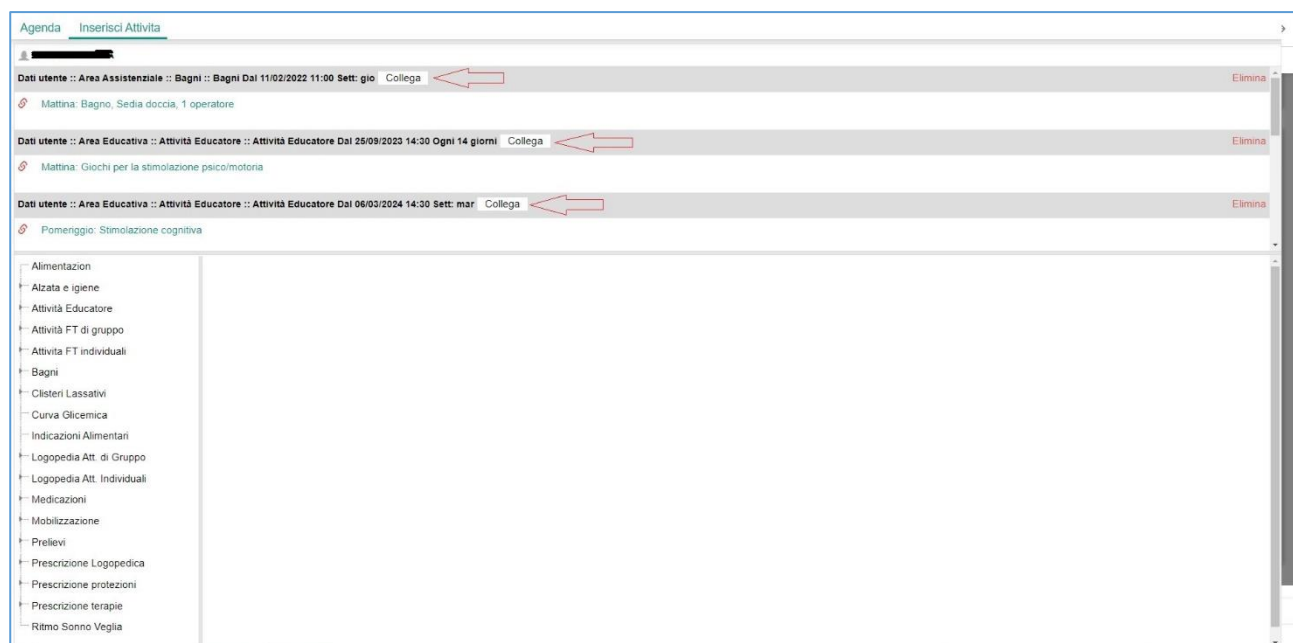 Agenda Inserisci Attivita
Dati utente :: Area Assistenziale :: Bagni :: Bagni Dal 11/02/2022 11:00 Sett: gio Collega Elimina
Mattina: Bagno, Sedia doccia, 1 operatore
Dati utente :: Area Educativa :: Attività Educatore :: Attività Educatore Dal 25/09/2023 14:30 Ogni 14 giorni Collega Elimina
Mattina: Giochi per la stimolazione psico/motoria
Dati utente :: Area Educativa :: Attività Educatore :: Attività Educatore Dal 06/03/2024 14:30 Sett: mar Collega Elimina
Pomeriggio: Stimolazione cognitiva
Alimentazion
Alzata e igiene
Attività Educatore
Attività FT di gruppo
Attivita FT individuali
Bagni
Clisteri Lassativi
Curva Glicemica
Indicazioni Alimentari
Logopedia Att. di Gruppo
Logopedia Att. Individuali
Medicazioni
Mobilizzazione
Prelievi
Prescrizione Logopedica
Prescrizione protezioni
Prescrizione terapie
Ritmo Sonno Veglia